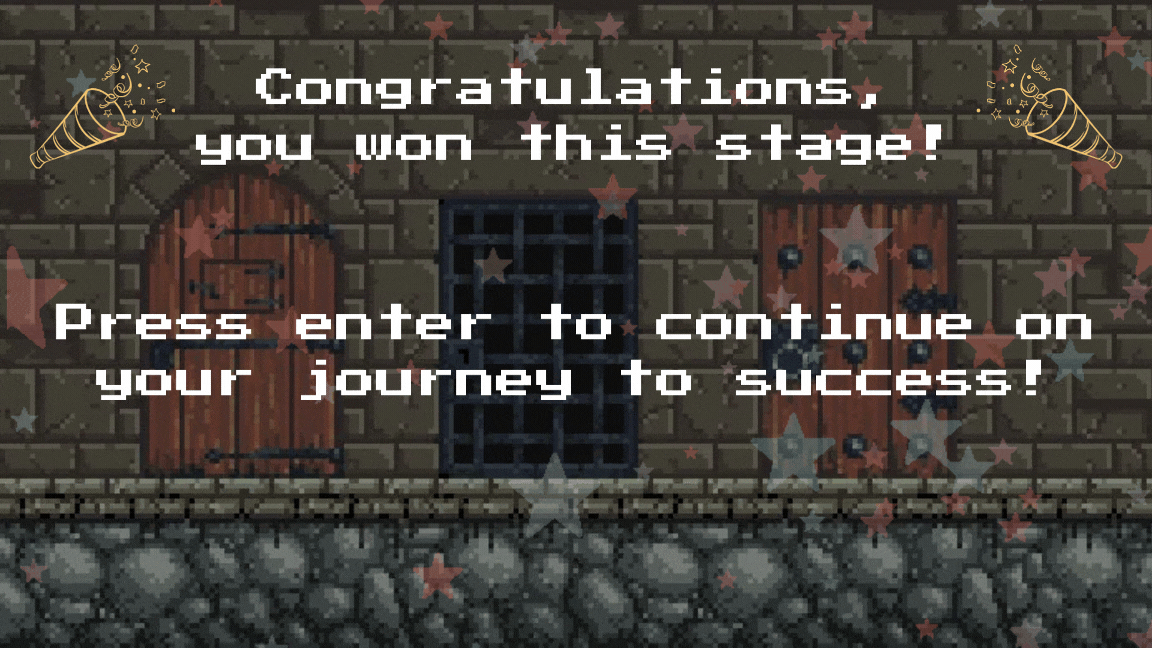 Congratulations,
you won this stage!
Press enter to continue on
your journey to success!